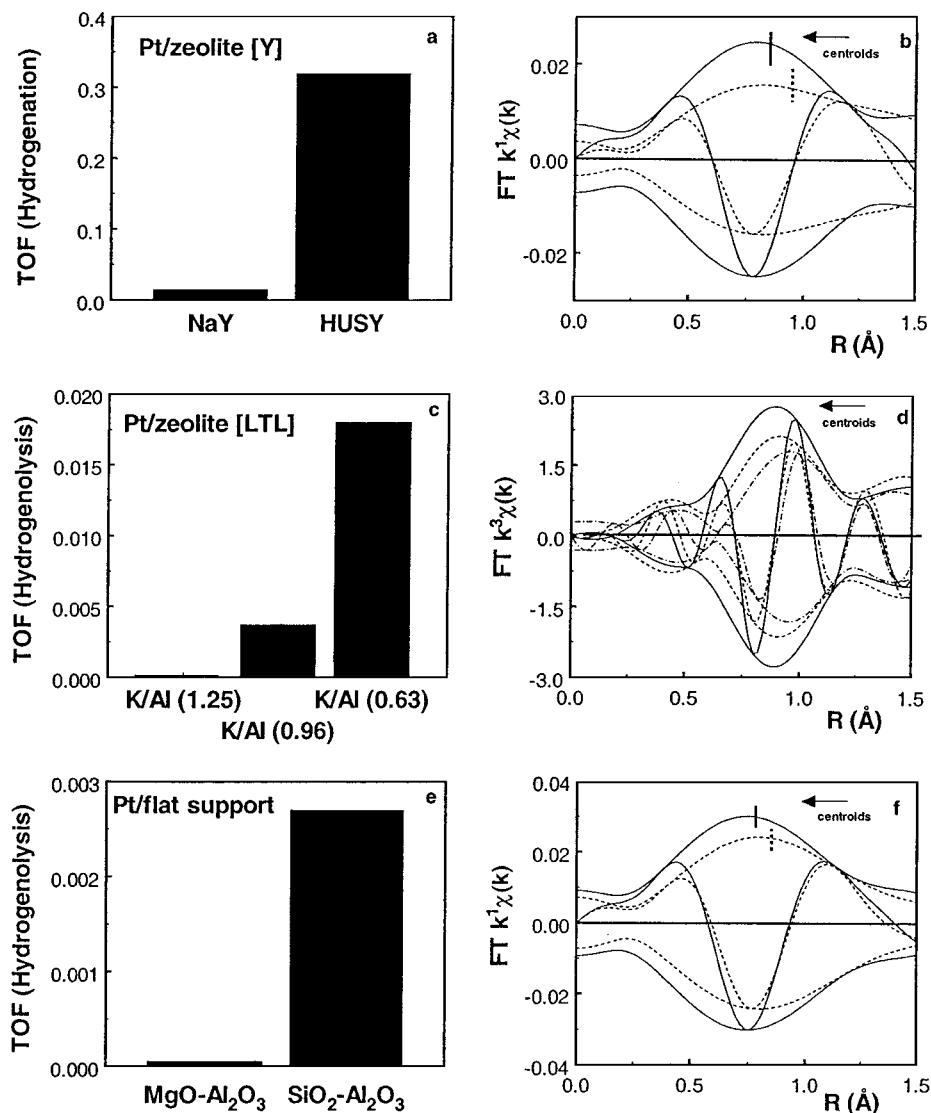 0.4
Pt/zeolite [Y]
a
0.3
0.2
0.1
0.0
TOF (Hydrogenation)
NaY
HUSY
b
centroids
0.02
0.00
-0.02
FT k¹χ(k)
0.0
0.5
1.0
1.5
R (Å)
0.020
Pt/zeolite [LTL]
c
0.015
0.010
0.005
0.000
TOF (Hydrogenolysis)
K/Al (1.25)
K/Al (0.63)
K/Al (0.96)
3.0
d
centroids
1.5
0.0
-1.5
-3.0
FT k³χ(k)
0.0
0.5
1.0
1.5
R (Å)
0.003
Pt/flat support
e
0.002
0.001
0.000
TOF (Hydrogenolysis)
MgO-Al₂O₃
SiO₂-Al₂O₃
0.04
f
centroids
0.02
0.00
-0.02
-0.04
FT k¹χ(k)
0.0
0.5
1.0
1.5
R (Å)